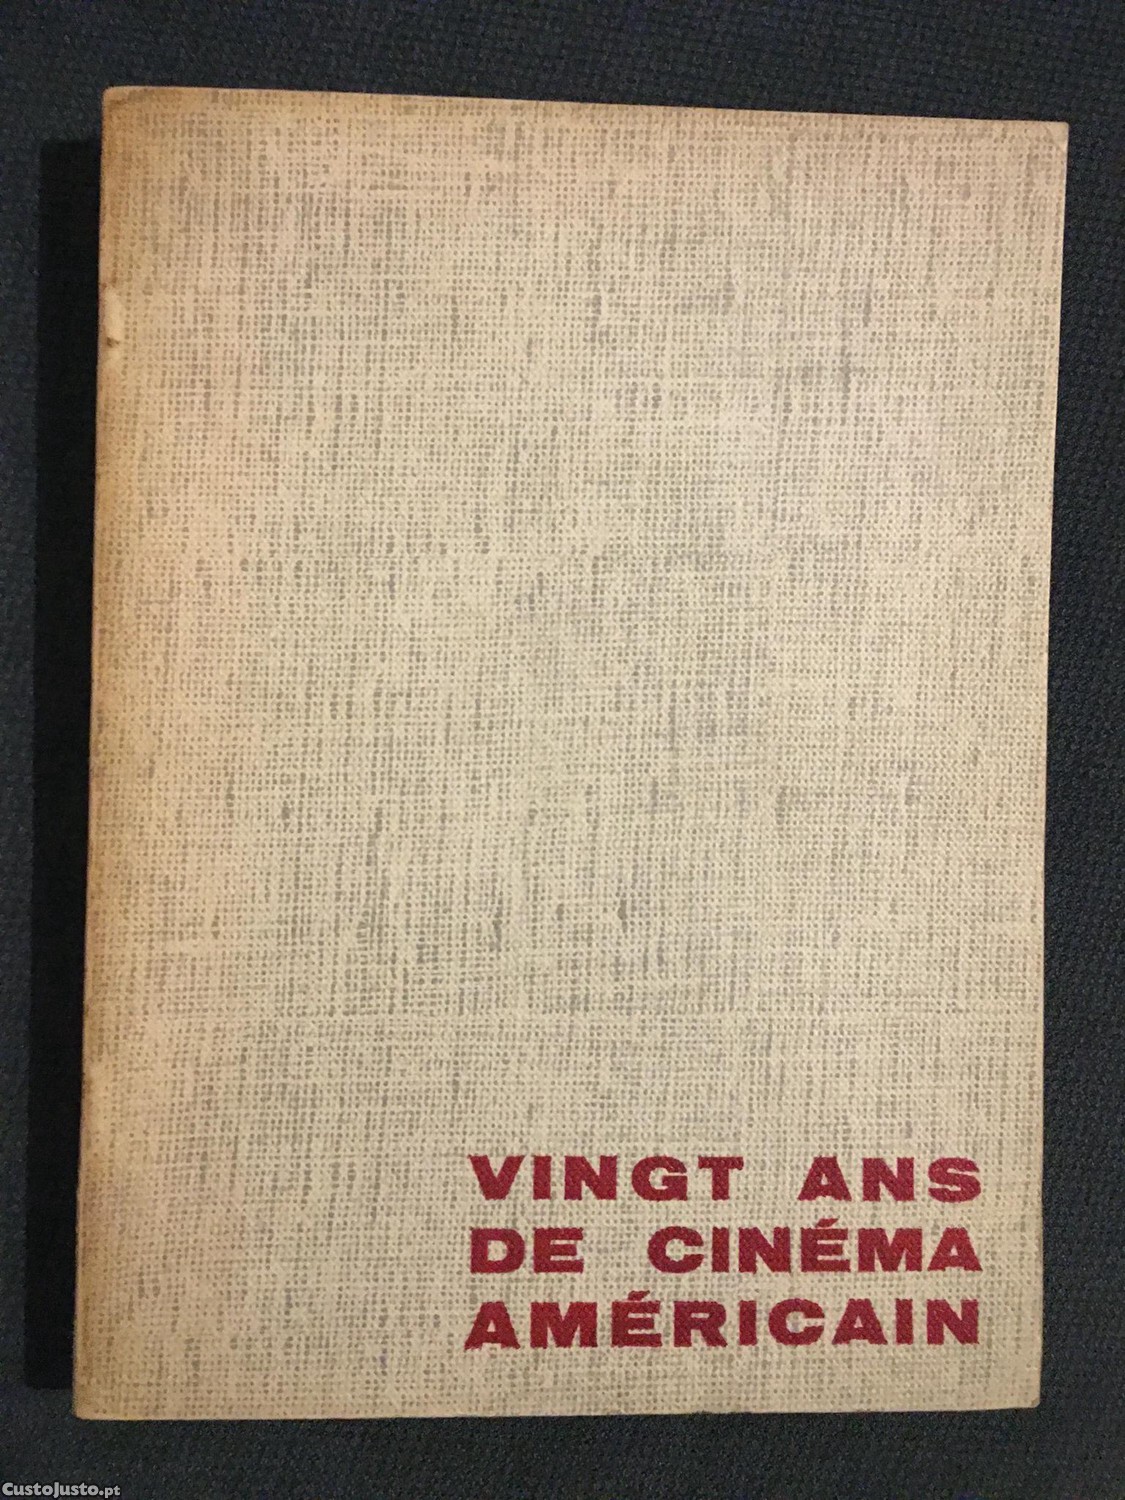 VINGT ANS
DE CINÉMA
AMÉRICAIN
CustoJusto.pt